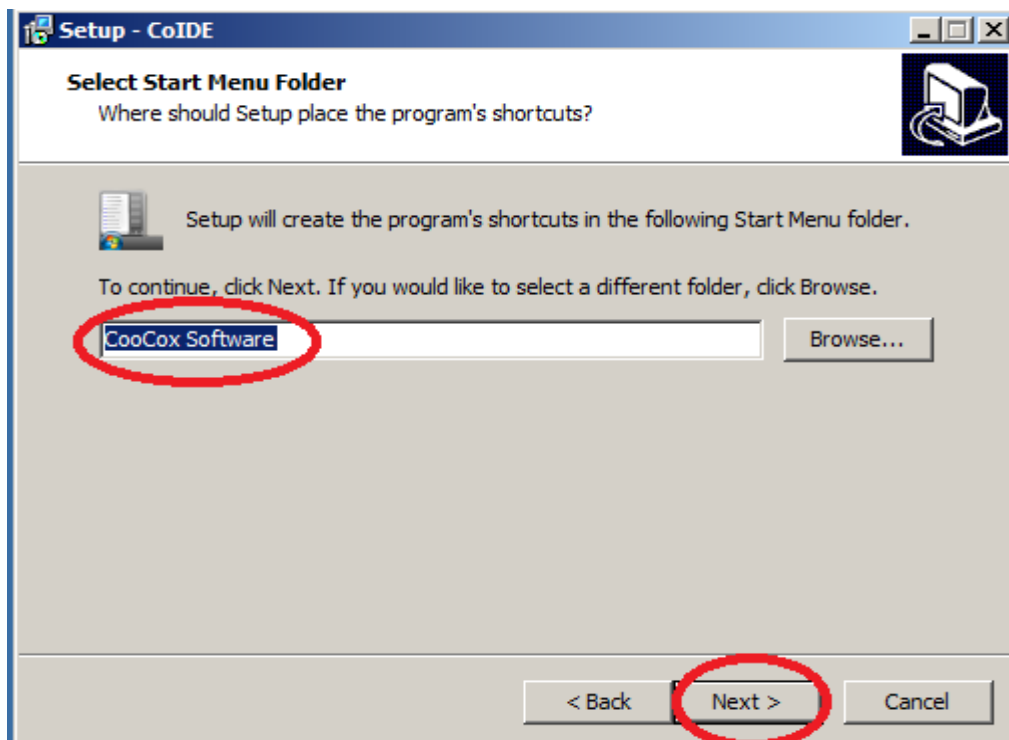 Setup - CoIDE
Select Start Menu Folder
Where should Setup place the program's shortcuts?
Setup will create the program's shortcuts in the following Start Menu folder.
To continue, click Next. If you would like to select a different folder, click Browse.
CooCox Software
Browse...
< Back
Next >
Cancel